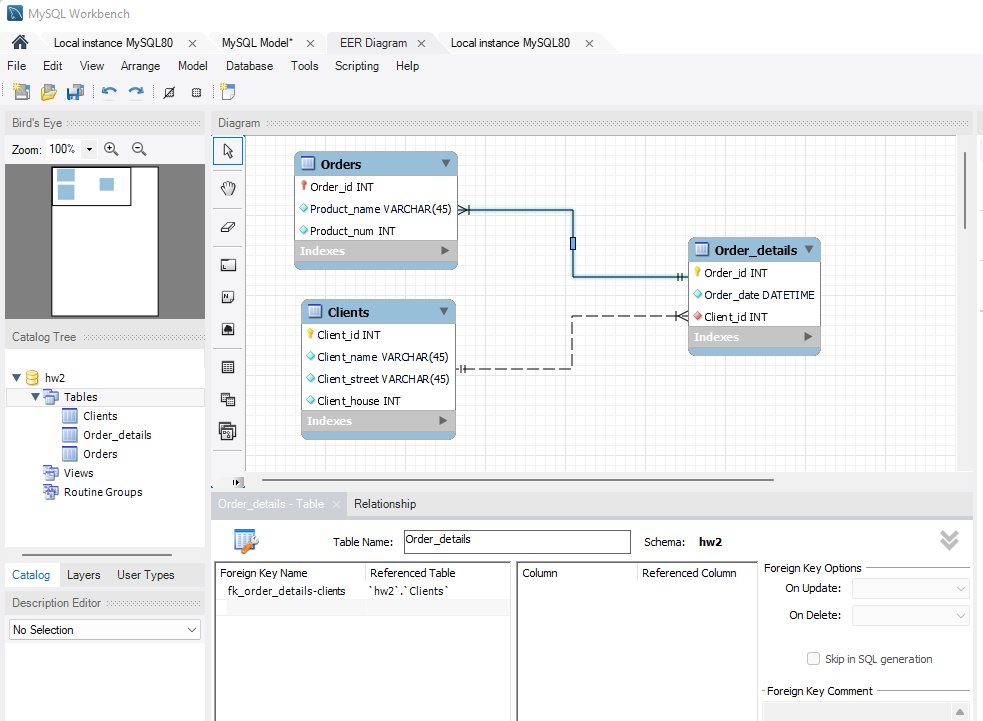 MySQL Workbench
Local instance MySQL80
MySQL Model*
EER Diagram
Local instance MySQL80
File Edit View Arrange Model Database Tools Scripting Help
Bird's Eye
Zoom: 100%
Diagram
Orders
Order_id INT
Product_name VARCHAR(45)
Product_num INT
Indexes
Order_details
Order_id INT
Order_date DATETIME
Client_id INT
Indexes
Clients
Client_id INT
Client_name VARCHAR(45)
Client_street VARCHAR(45)
Client_house INT
Indexes
Catalog Tree
hw2
Tables
Clients
Order_details
Orders
Views
Routine Groups
Catalog Layers User Types
Description Editor
No Selection
Order_details - Table
Relationship
Table Name: Order_details
Schema: hw2
Foreign Key Name Referenced Table
fk_order_details-clients `hw2`.`Clients`
Column Referenced Column
Foreign Key Options
On Update:
On Delete:
Skip in SQL generation
Foreign Key Comment